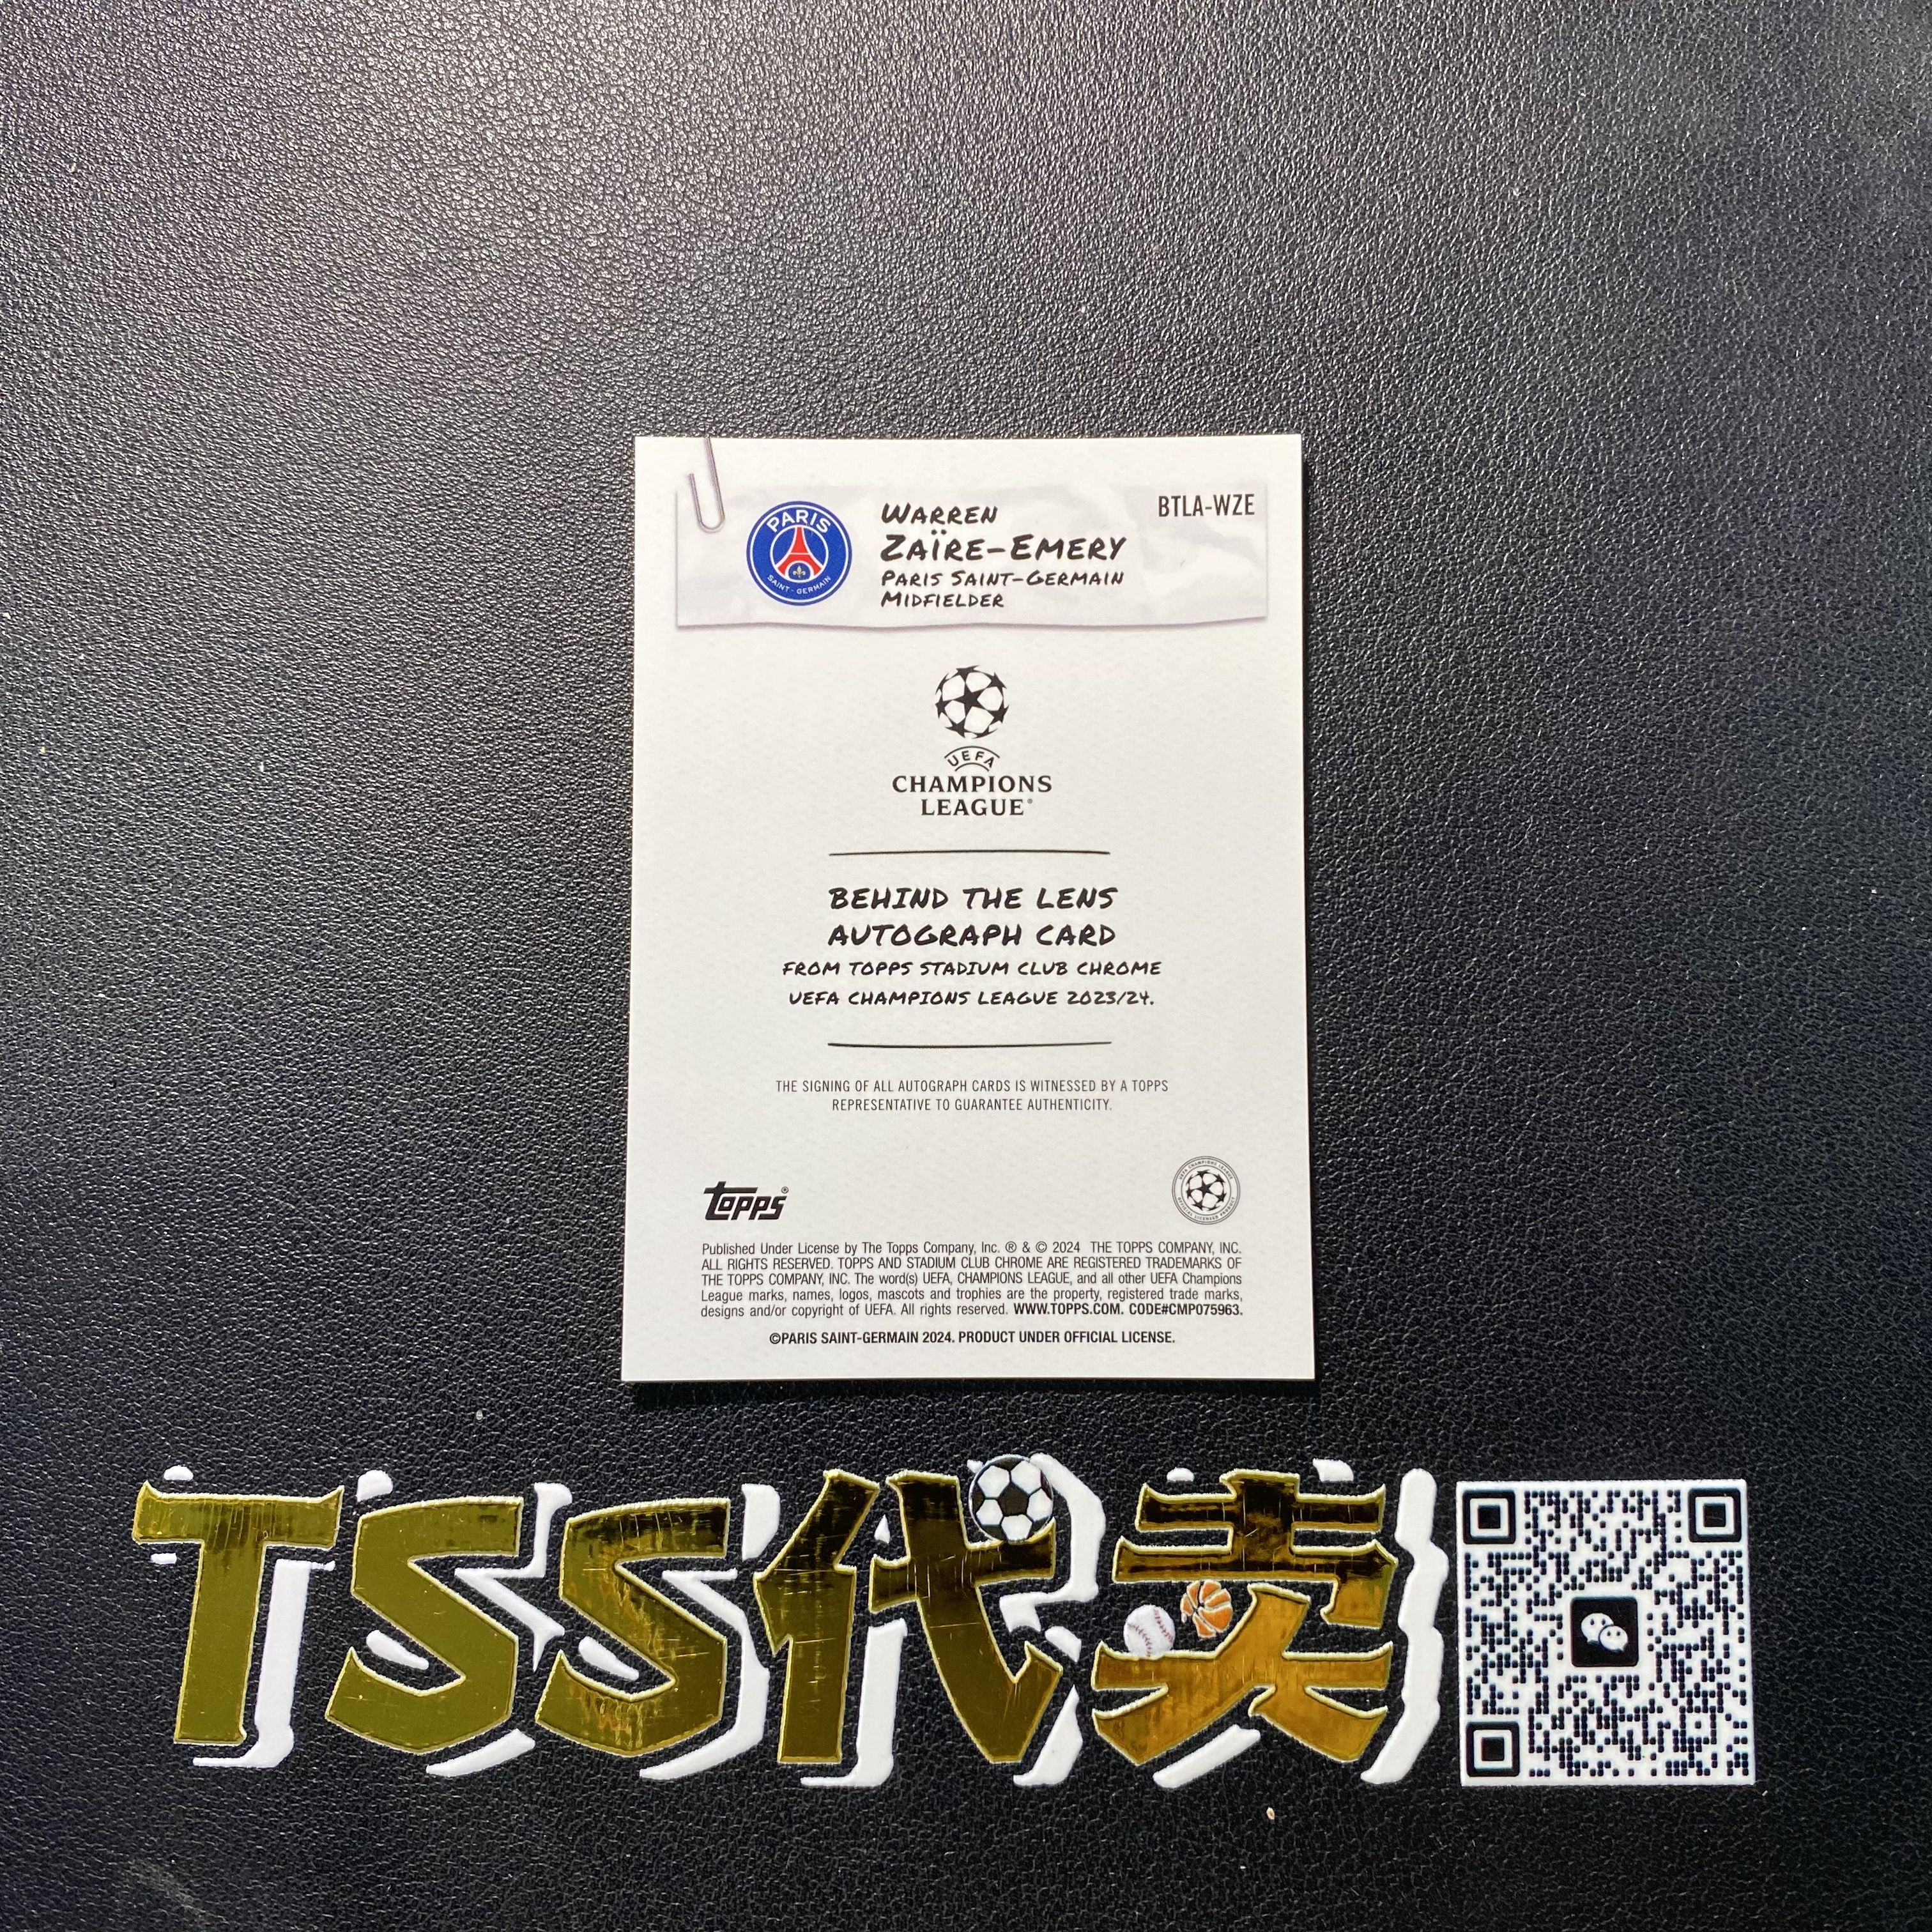 PARIS
SAINT-GERMAIN
WARREN
ZAÏRE-EMERY
PARIS SAINT-GERMAIN
MIDFIELDER
BTLA-WZE
UEFA
CHAMPIONS
LEAGUE®
BEHIND THE LENS
AUTOGRAPH CARD
FROM TOPPS STADIUM CLUB CHROME
UEFA CHAMPIONS LEAGUE 2023/24.
THE SIGNING OF ALL AUTOGRAPH CARDS IS WITNESSED BY A TOPPS
REPRESENTATIVE TO GUARANTEE AUTHENTICITY.
topps®
Published Under License by The Topps Company, Inc. ® & © 2024 THE TOPPS COMPANY, INC.
ALL RIGHTS RESERVED. TOPPS AND STADIUM CLUB CHROME ARE REGISTERED TRADEMARKS OF
THE TOPPS COMPANY, INC. The word(s) UEFA, CHAMPIONS LEAGUE, and all other UEFA Champions
League marks, names, logos, mascots and trophies are the property, registered trade marks,
designs and/or copyright of UEFA. All rights reserved. WWW.TOPPS.COM. CODE#CMP075963.
©PARIS SAINT-GERMAIN 2024. PRODUCT UNDER OFFICIAL LICENSE.
TSS代卖